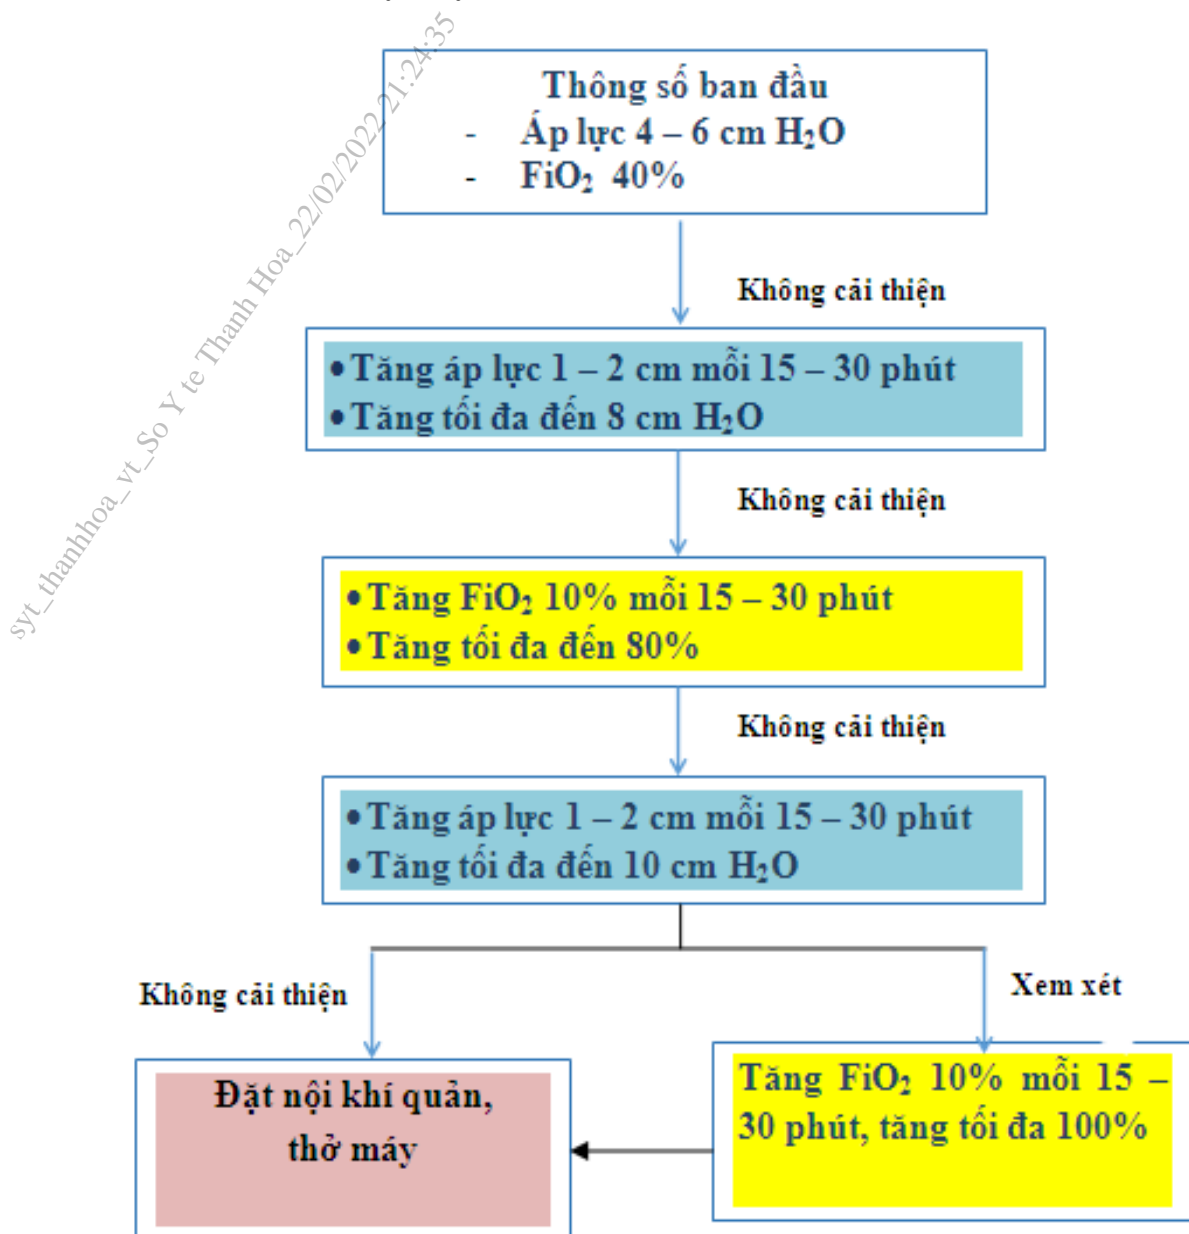 Thông số ban đầu
- Áp lực 4 – 6 cm H₂O
- FiO₂ 40%
Không cải thiện
• Tăng áp lực 1 – 2 cm mỗi 15 – 30 phút
• Tăng tối đa đến 8 cm H₂O
Không cải thiện
• Tăng FiO₂ 10% mỗi 15 – 30 phút
• Tăng tối đa đến 80%
Không cải thiện
• Tăng áp lực 1 – 2 cm mỗi 15 – 30 phút
• Tăng tối đa đến 10 cm H₂O
Không cải thiện
Xem xét
Đặt nội khí quản,
thở máy
Tăng FiO₂ 10% mỗi 15 –
30 phút, tăng tối đa 100%
syt_thanhhoa_vt_So Y te Thanh Hoa_22/02/2022 21:24:35